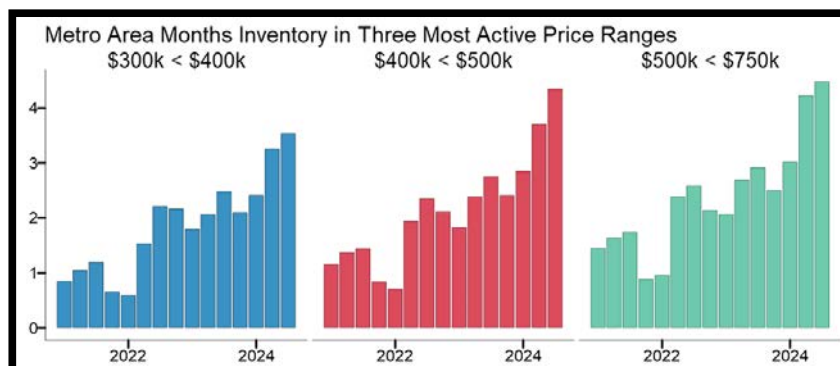 Metro Area Months Inventory in Three Most Active Price Ranges
$300k < $400k
$400k < $500k
$500k < $750k
4
3
2
1
0
2022
2024
2022
2024
2022
2024